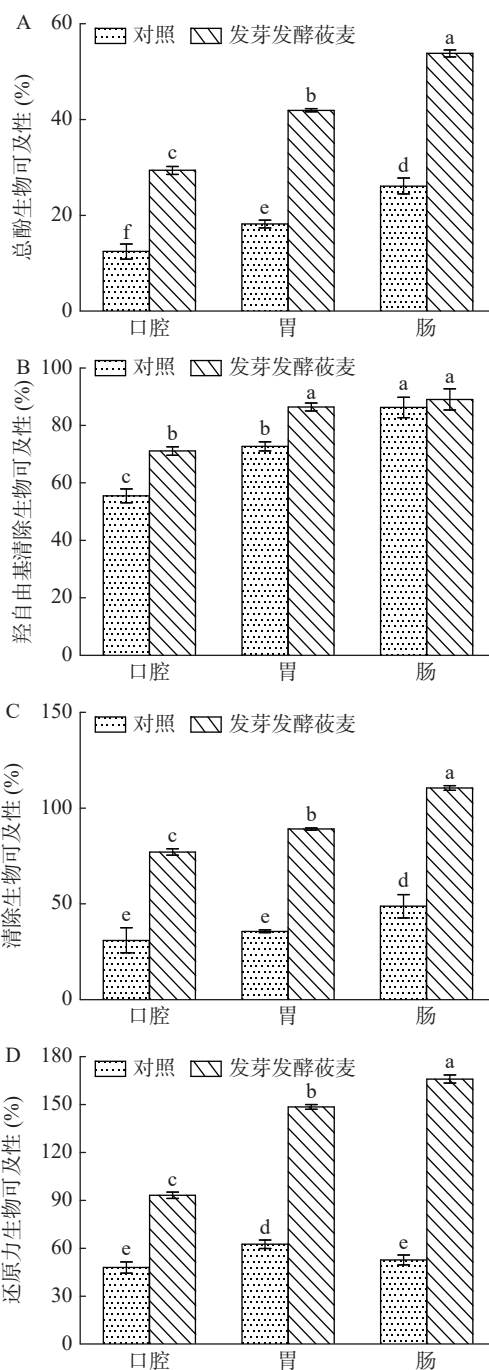 A
总酚生物可及性 (%)
60
40
20
0
对照 发芽发酵莜麦
f c e b d a
口腔 胃 肠
B
羟自由基清除生物可及性 (%)
100
80
60
40
20
0
对照 发芽发酵莜麦
c b b a a a
口腔 胃 肠
C
清除生物可及性 (%)
150
100
50
0
对照 发芽发酵莜麦
e c e b d a
口腔 胃 肠
D
还原力生物可及性 (%)
180
150
120
90
60
30
0
对照 发芽发酵莜麦
e c d b e a
口腔 胃 肠